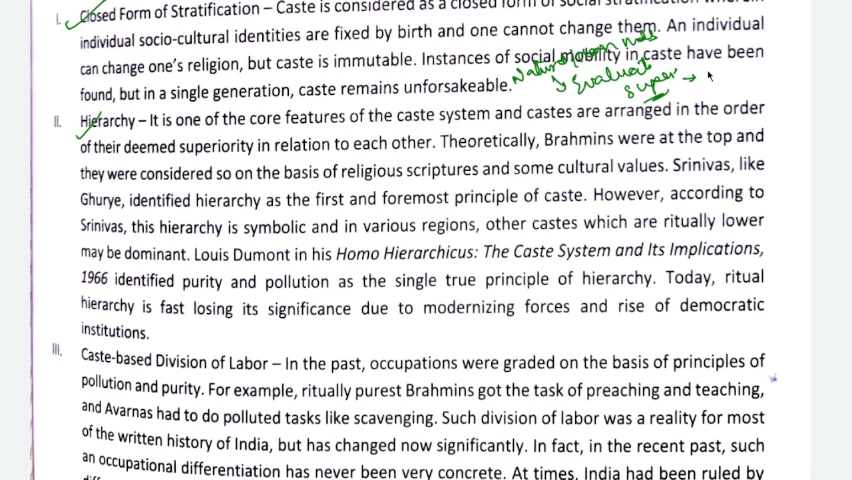 I. Closed Form of Stratification – Caste is considered as a closed form of social stratification wherein
individual socio-cultural identities are fixed by birth and one cannot change them. An individual
can change one's religion, but caste is immutable. Instances of social mobility in caste have been
found, but in a single generation, caste remains unforsakeable.
Evaluat
Super →
II. Hierarchy – It is one of the core features of the caste system and castes are arranged in the order
of their deemed superiority in relation to each other. Theoretically, Brahmins were at the top and
they were considered so on the basis of religious scriptures and some cultural values. Srinivas, like
Ghurye, identified hierarchy as the first and foremost principle of caste. However, according to
Srinivas, this hierarchy is symbolic and in various regions, other castes which are ritually lower
may be dominant. Louis Dumont in his Homo Hierarchicus: The Caste System and Its Implications,
1966 identified purity and pollution as the single true principle of hierarchy. Today, ritual
hierarchy is fast losing its significance due to modernizing forces and rise of democratic
institutions.
III. Caste-based Division of Labor – In the past, occupations were graded on the basis of principles of
pollution and purity. For example, ritually purest Brahmins got the task of preaching and teaching,
and Avarnas had to do polluted tasks like scavenging. Such division of labor was a reality for most
of the written history of India, but has changed now significantly. In fact, in the recent past, such
an occupational differentiation has never been very concrete. At times, India had been ruled by